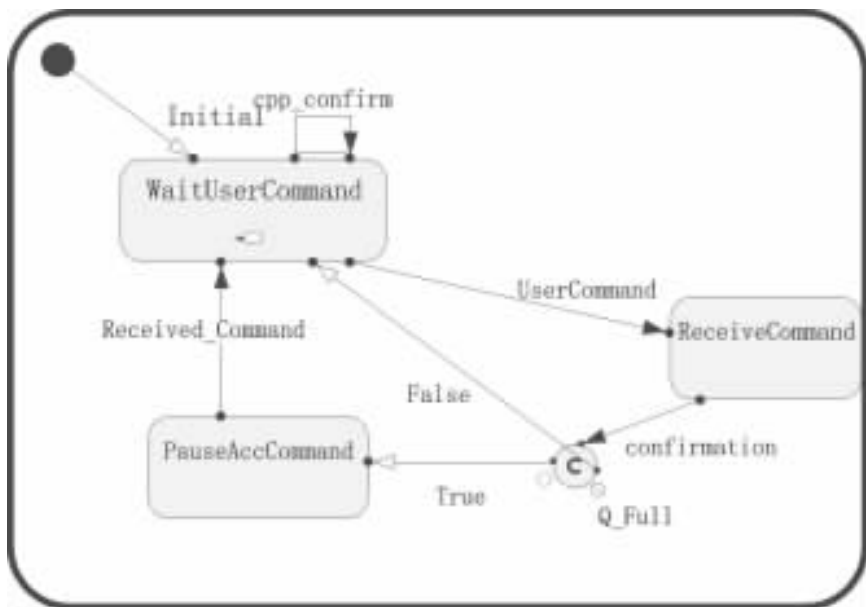 cpp_confirm
Initial
WaitUserCommand
UserCommand
Received_Command
ReceiveCommand
False
PauseAccCommand
C
confirmation
True
Q_Full